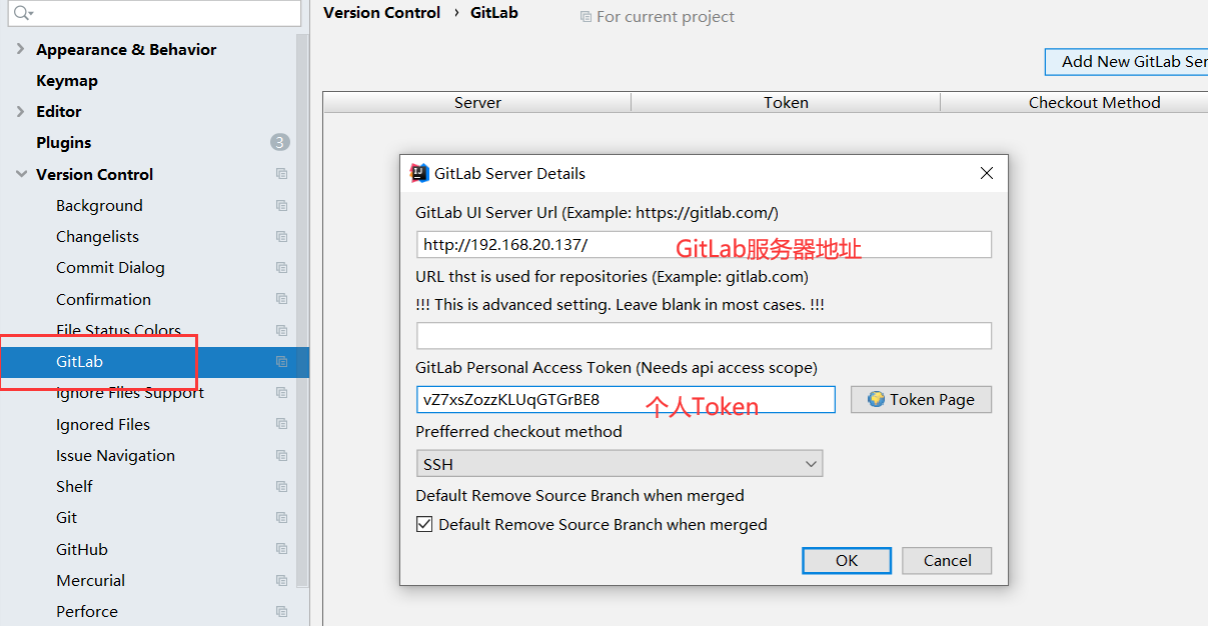 Version Control › GitLab
For current project
Appearance & Behavior
Keymap
Editor
Plugins
3
Version Control
Background
Changelists
Commit Dialog
Confirmation
File Status Colors
GitLab
Ignore Files Support
Ignored Files
Issue Navigation
Shelf
Git
GitHub
Mercurial
Perforce
Add New GitLab Ser
Server
Token
Checkout Method
GitLab Server Details
GitLab UI Server Url (Example: https://gitlab.com/)
http://192.168.20.137/
GitLab服务器地址
URL thst is used for repositories (Example: gitlab.com)
!!! This is advanced setting. Leave blank in most cases. !!!
GitLab Personal Access Token (Needs api access scope)
vZ7xsZozzKLUqGTGrBE8
个人Token
Token Page
Prefferred checkout method
SSH
Default Remove Source Branch when merged
Default Remove Source Branch when merged
OK
Cancel